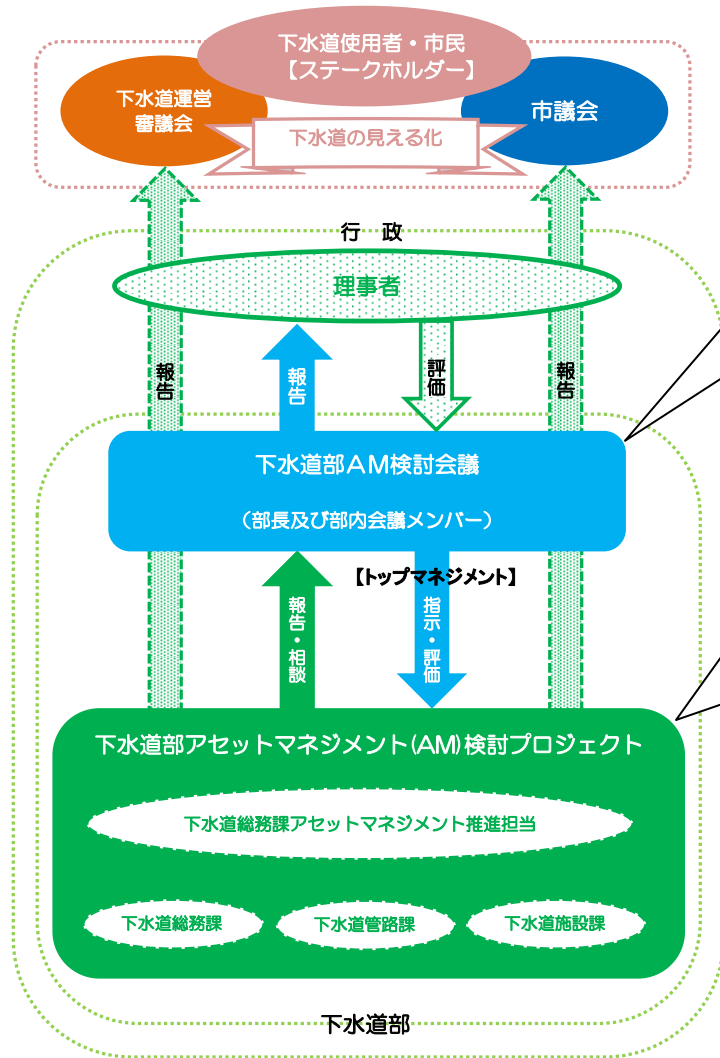 下水道使用者・市民
【ステークホルダー】
下水道運営
審議会
市議会
下水道の見える化
行　政
理事者
報告
報告
評価
報告
下水道部ＡＭ検討会議
（部長及び部内会議メンバー）
【トップマネジメント】
報告・相談
指示・評価
下水道部アセットマネジメント(AM)検討プロジェクト
下水道総務課アセットマネジメント推進担当
下水道総務課
下水道管路課
下水道施設課
下水道部